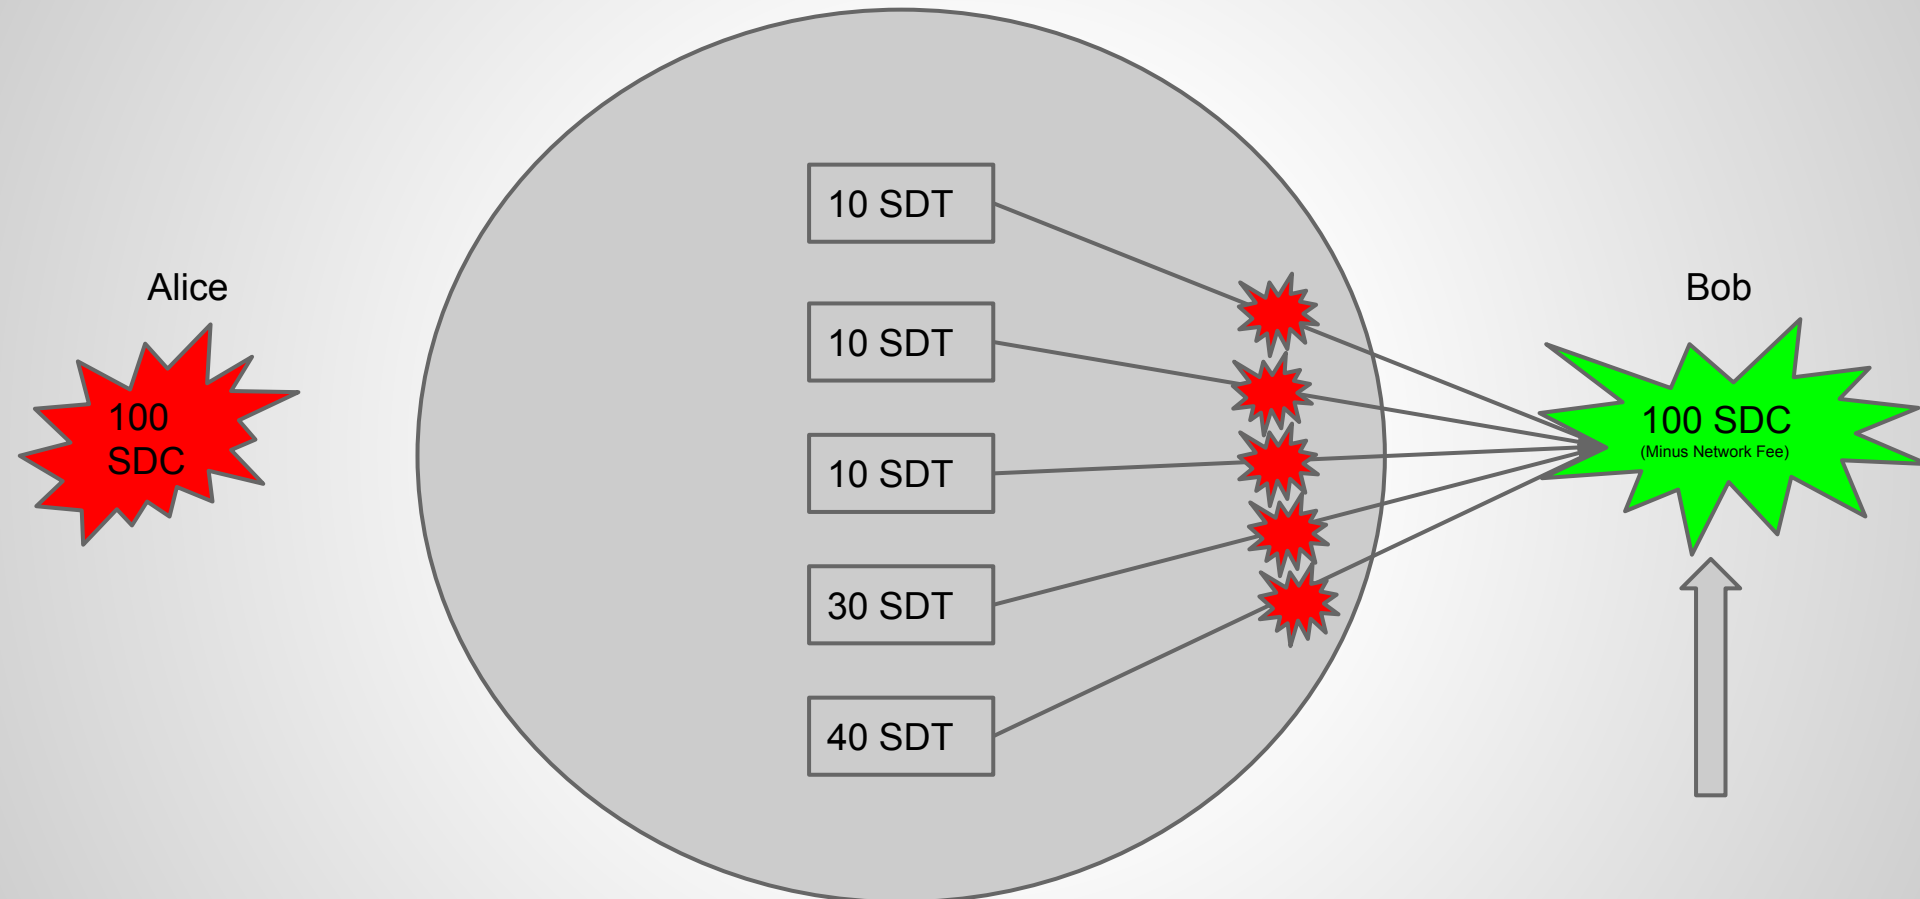 Alice
100
SDC
10 SDT
10 SDT
10 SDT
30 SDT
40 SDT
Bob
100 SDC
(Minus Network Fee)